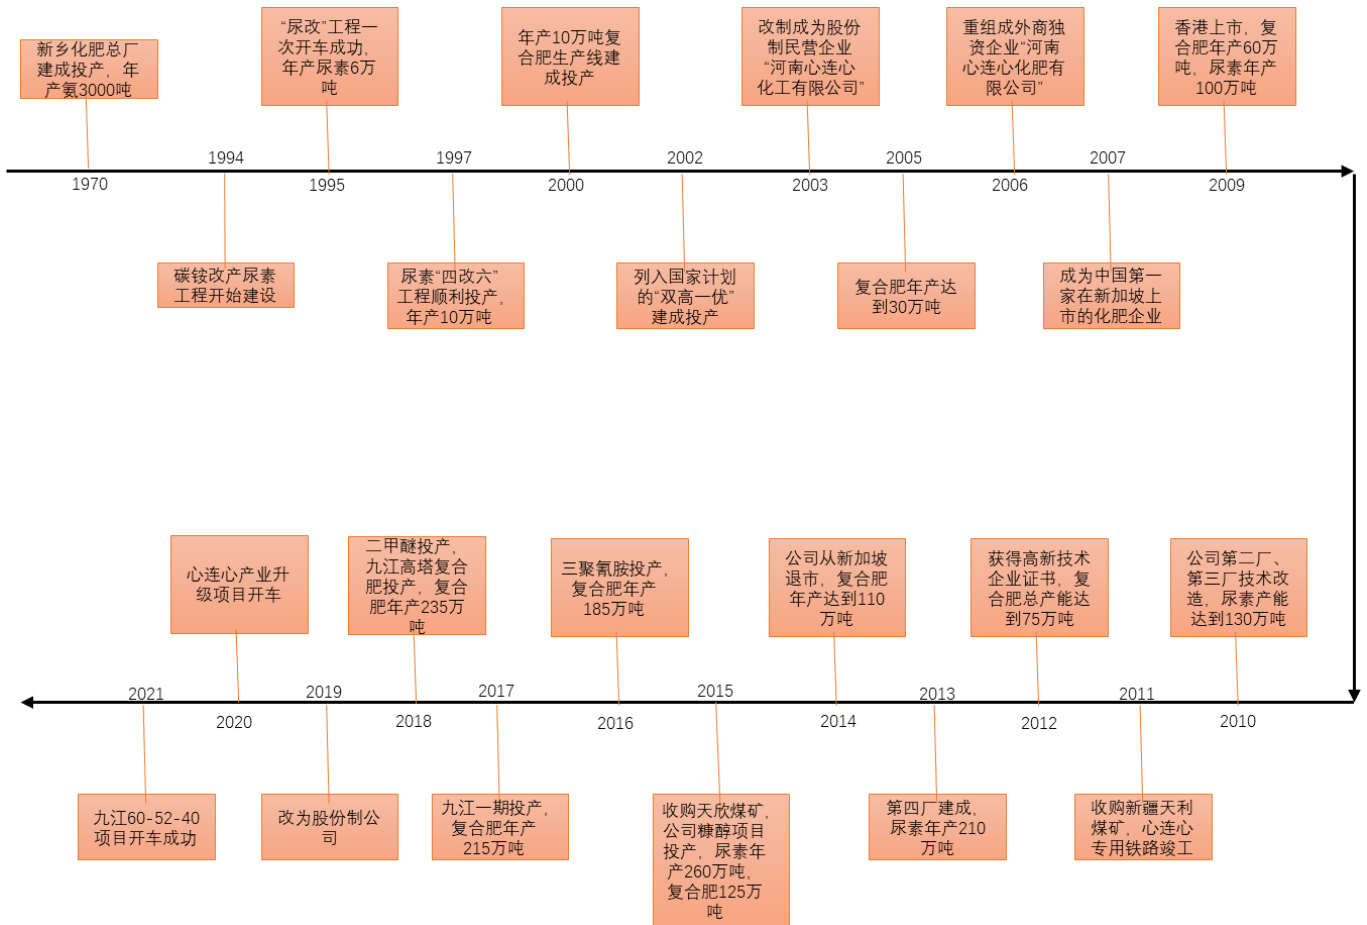 新乡化肥总厂
建成投产，年
产氨3000吨
“尿改”工程一
次开车成功，
年产尿素6万
吨
年产10万吨复
合肥生产线建
成投产
改制成为股份
制民营企业
“河南心连心
化工有限公司”
重组成外商独
资企业“河南
心连心化肥有
限公司”
香港上市，复
合肥年产60万
吨，尿素年产
100万吨
1994
1997
2002
2005
2007
1970
1995
2000
2003
2006
2009
碳铵改产尿素
工程开始建设
尿素“四改六”
工程顺利投产，
年产10万吨
列入国家计划
的“双高一优”
建成投产
复合肥年产达
到30万吨
成为中国第一
家在新加坡上
市的化肥企业
心连心产业升
级项目开车
二甲醚投产，
九江高塔复合
肥投产，复合
肥年产235万
吨
三聚氰胺投产，
复合肥年产
185万吨
公司从新加坡
退市，复合肥
年产达到110
万吨
获得高新技术
企业证书，复
合肥总产能达
到75万吨
公司第二厂、
第三厂技术改
造，尿素产能
达到130万吨
2021
2019
2017
2015
2013
2011
2020
2018
2016
2014
2012
2010
九江60-52-40
项目开车成功
改为股份制公
司
九江一期投产，
复合肥年产
215万吨
收购天欣煤矿，
公司糠醇项目
投产，尿素年
产260万吨，
复合肥125万
吨
第四厂建成，
尿素年产210
万吨
收购新疆天利
煤矿，心连心
专用铁路竣工